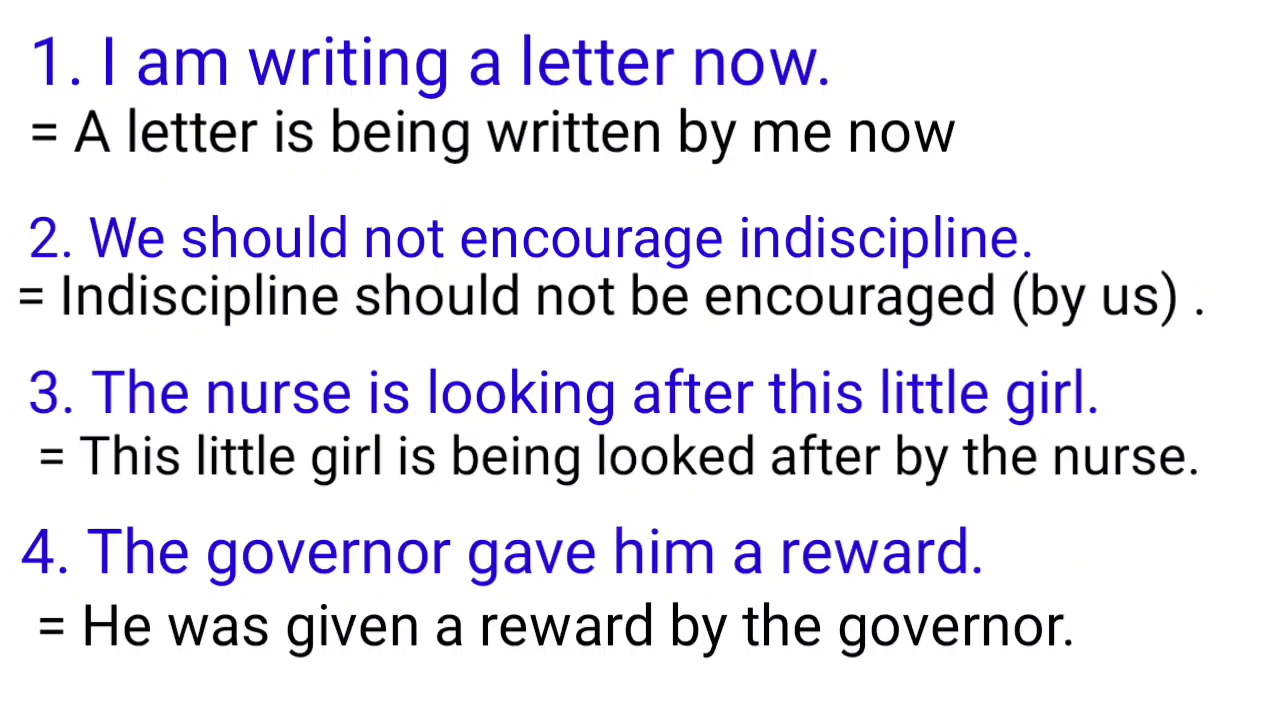 1. I am writing a letter now.
= A letter is being written by me now
2. We should not encourage indiscipline.
= Indiscipline should not be encouraged (by us) .
3. The nurse is looking after this little girl.
= This little girl is being looked after by the nurse.
4. The governor gave him a reward.
= He was given a reward by the governor.